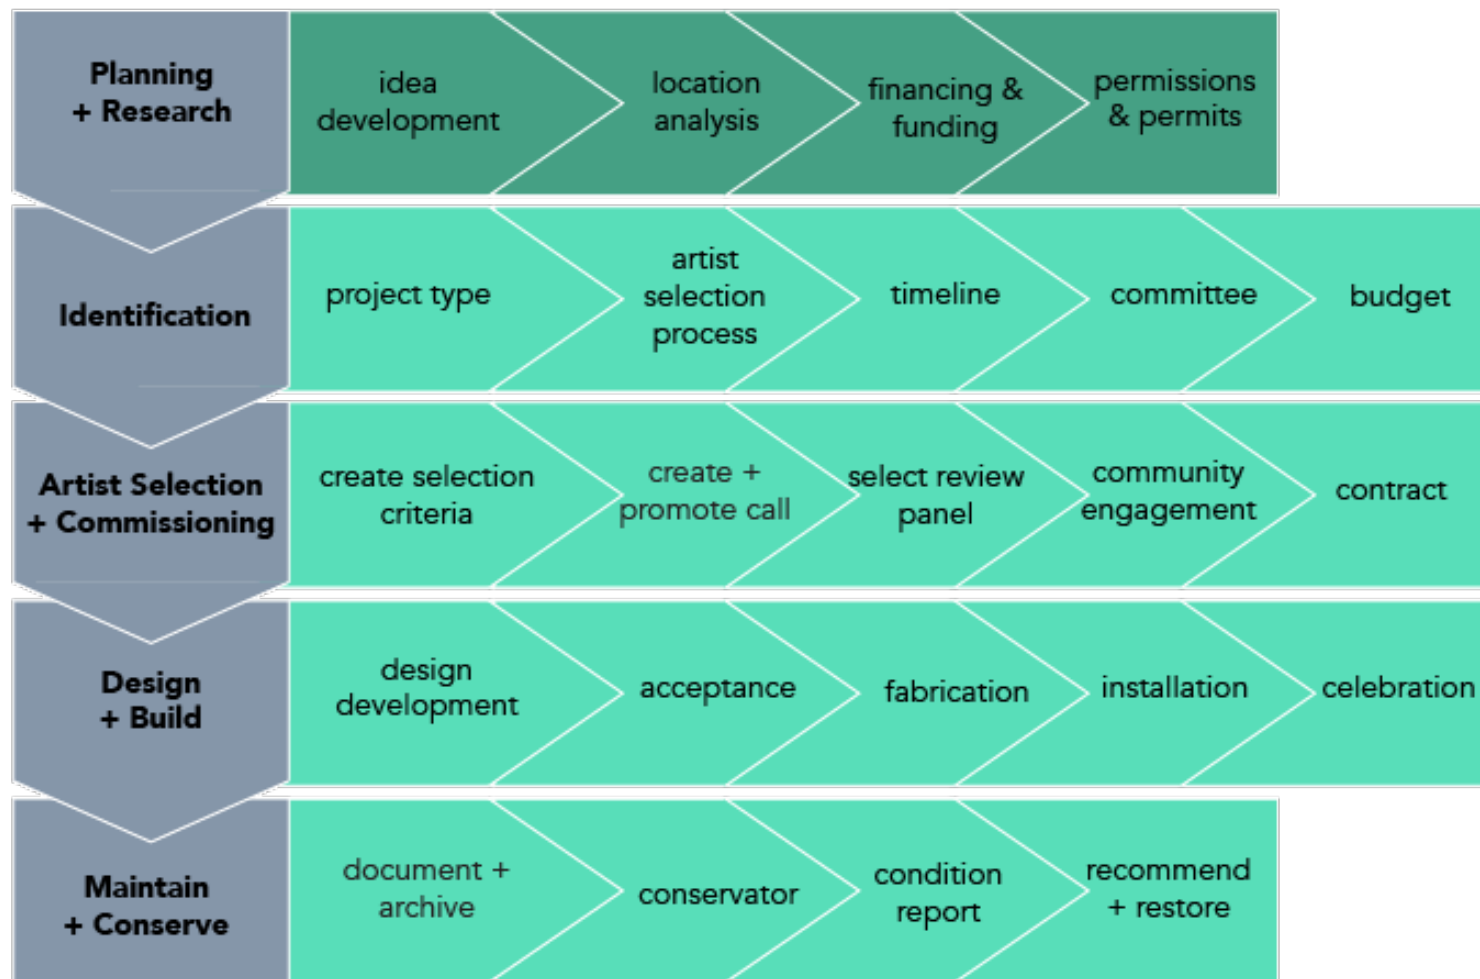 Planning
+ Research
idea
development
location
analysis
financing &
funding
permissions
& permits
Identification
project type
artist
selection
process
timeline
committee
budget
Artist Selection
+ Commissioning
create selection
criteria
create +
promote call
select review
panel
community
engagement
contract
Design
+ Build
design
development
acceptance
fabrication
installation
celebration
Maintain
+ Conserve
document +
archive
conservator
condition
report
recommend
+ restore